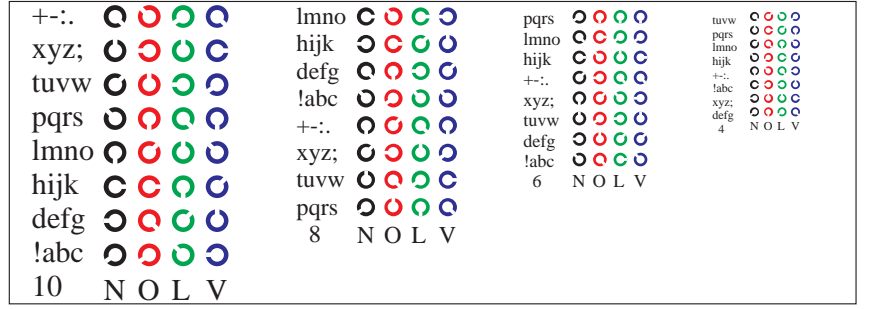 +-:.
xyz;
tuvw
pqrs
lmno
hijk
defg
!abc
10 N O L V
lmno
hijk
defg
!abc
+-:.
xyz;
tuvw
pqrs
8 N O L V
pqrs
lmno
hijk
+-:.
xyz;
tuvw
defg
!abc
6 N O L V
tuvw
pqrs
lmno
hijk
+-:.
!abc
xyz;
defg
4 N O L V